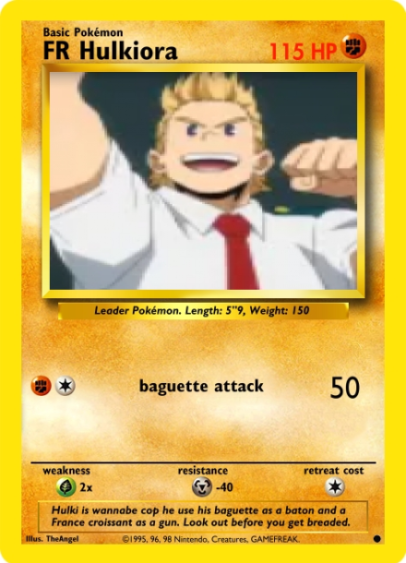 Basic Pokémon
FR Hulkiora 115 HP
Leader Pokémon. Length: 5"9, Weight: 150
baguette attack 50
weakness resistance retreat cost
2x -40
Hulki is wannabe cop he use his baguette as a baton and a
France croissant as a gun. Look out before you get breaded.
Illus. TheAngel ©1995, 96, 98 Nintendo. Creatures, GAMEFREAK.